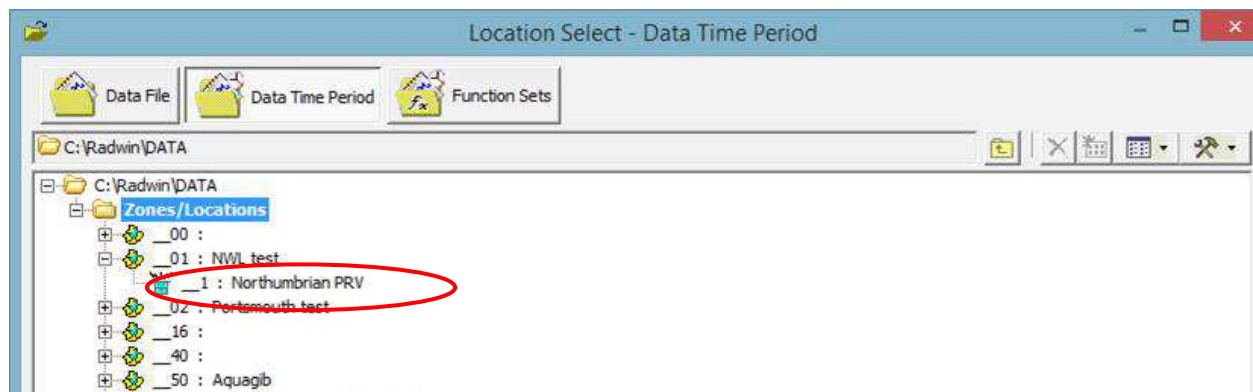 Location Select - Data Time Period
Data File Data Time Period fx Function Sets
C:\Radwin\DATA
C:\Radwin\DATA
Zones/Locations
__00 :
__01 : NWL test
__1 : Northumbrian PRV
__02 : Portsmouth test
__16 :
__40 :
__50 : Aquagib